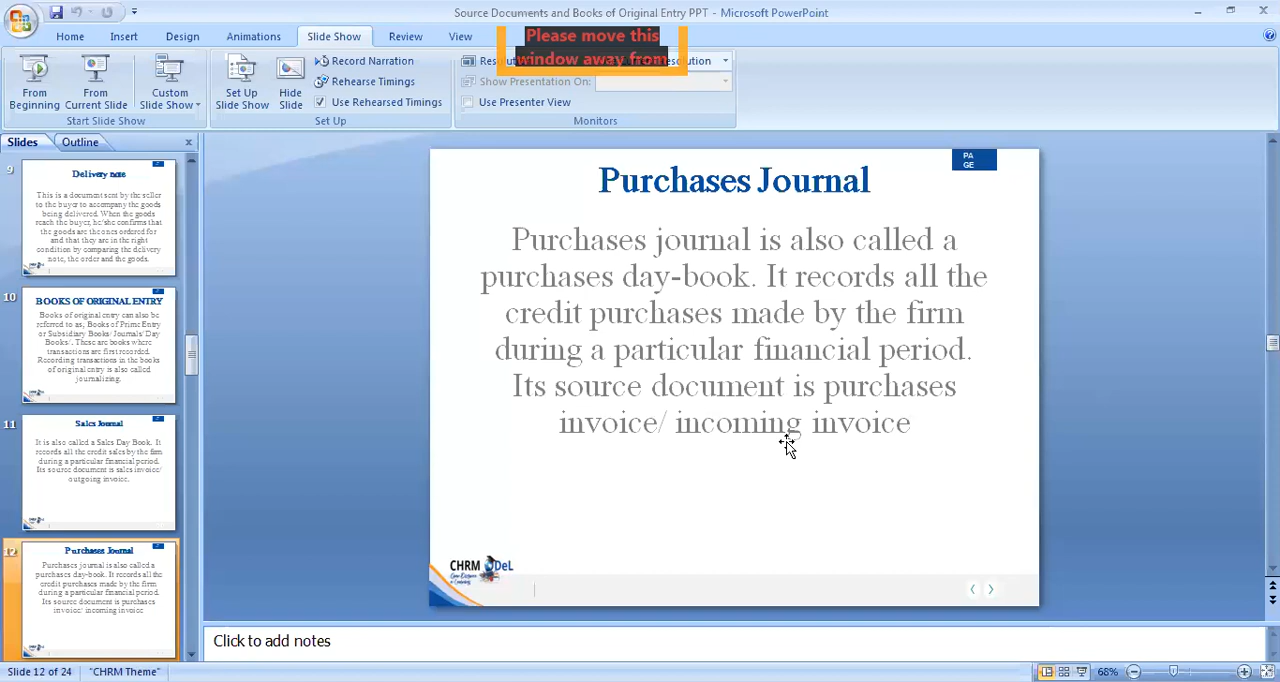 Source Documents and Books of Original Entry PPT - Microsoft PowerPoint
Home Insert Design Animations Slide Show Review View
Please move this
window away from
From Beginning
From Current Slide
Custom Slide Show
Start Slide Show
Set Up Slide Show
Hide Slide
Record Narration
Rehearse Timings
Use Rehearsed Timings
Set Up
Show Presentation On:
Use Presenter View
Monitors
Slides Outline
9
Delivery note
This is a document sent by the seller
to the buyer to accompany the goods
being delivered. When the goods
reach the buyer, he/she confirms that
the goods are the ones ordered for
and that they are in the right
condition by comparing the delivery
note, the order and the goods.
10
BOOKS OF ORIGINAL ENTRY
Books of original entry can also be
referred to as, Books of Prime Entry
or Subsidiary Books/ Journals/ Day
Books/. These are books where
transactions are first recorded.
Recording transactions in the books
of original entry is also called
journalizing.
11
Sales Journal
It is also called a Sales Day Book. It
records all the credit sales by the firm
during a particular financial period.
Its source document is sales invoice/
outgoing invoice.
12
Purchases Journal
Purchases journal is also called a
purchases day-book. It records all the
credit purchases made by the firm
during a particular financial period.
Its source document is purchases
invoice/ incoming invoice
PA
GE
Purchases Journal
Purchases journal is also called a
purchases day-book. It records all the
credit purchases made by the firm
during a particular financial period.
Its source document is purchases
invoice/ incoming invoice
CHRM ODeL
Click to add notes
Slide 12 of 24 "CHRM Theme" 68%